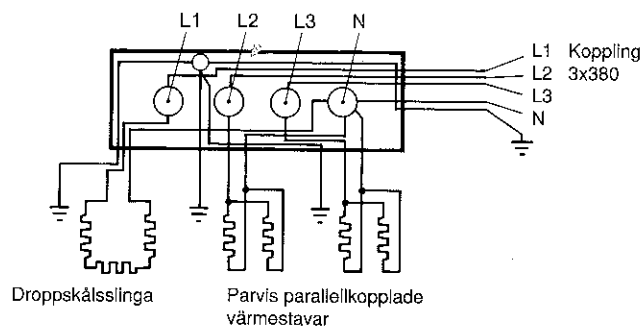 L1 L2 L3 N
L1 Koppling
L2 3x380
L3
N
Droppskålsslinga
Parvis parallellkopplade
värmestavar